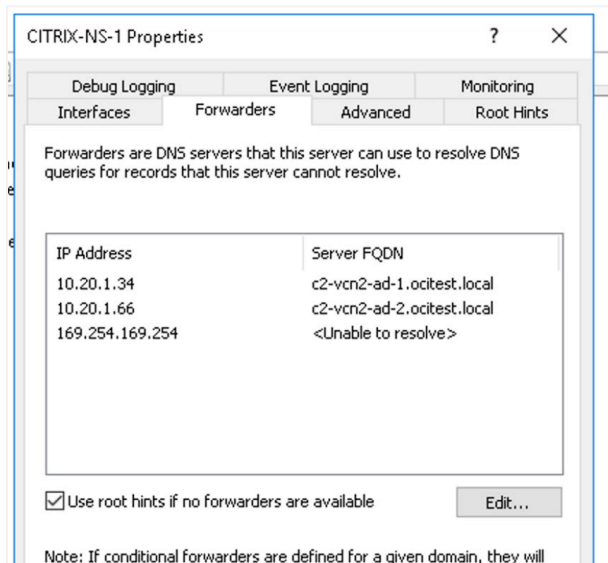 CITRIX-NS-1 Properties ?
Debug Logging Event Logging Monitoring
Interfaces Forwarders Advanced Root Hints
Forwarders are DNS servers that this server can use to resolve DNS
queries for records that this server cannot resolve.
IP Address Server FQDN
10.20.1.34 c2-vcn2-ad-1.ocitest.local
10.20.1.66 c2-vcn2-ad-2.ocitest.local
169.254.169.254 <Unable to resolve>
Use root hints if no forwarders are available Edit...
Note: If conditional forwarders are defined for a given domain, they will